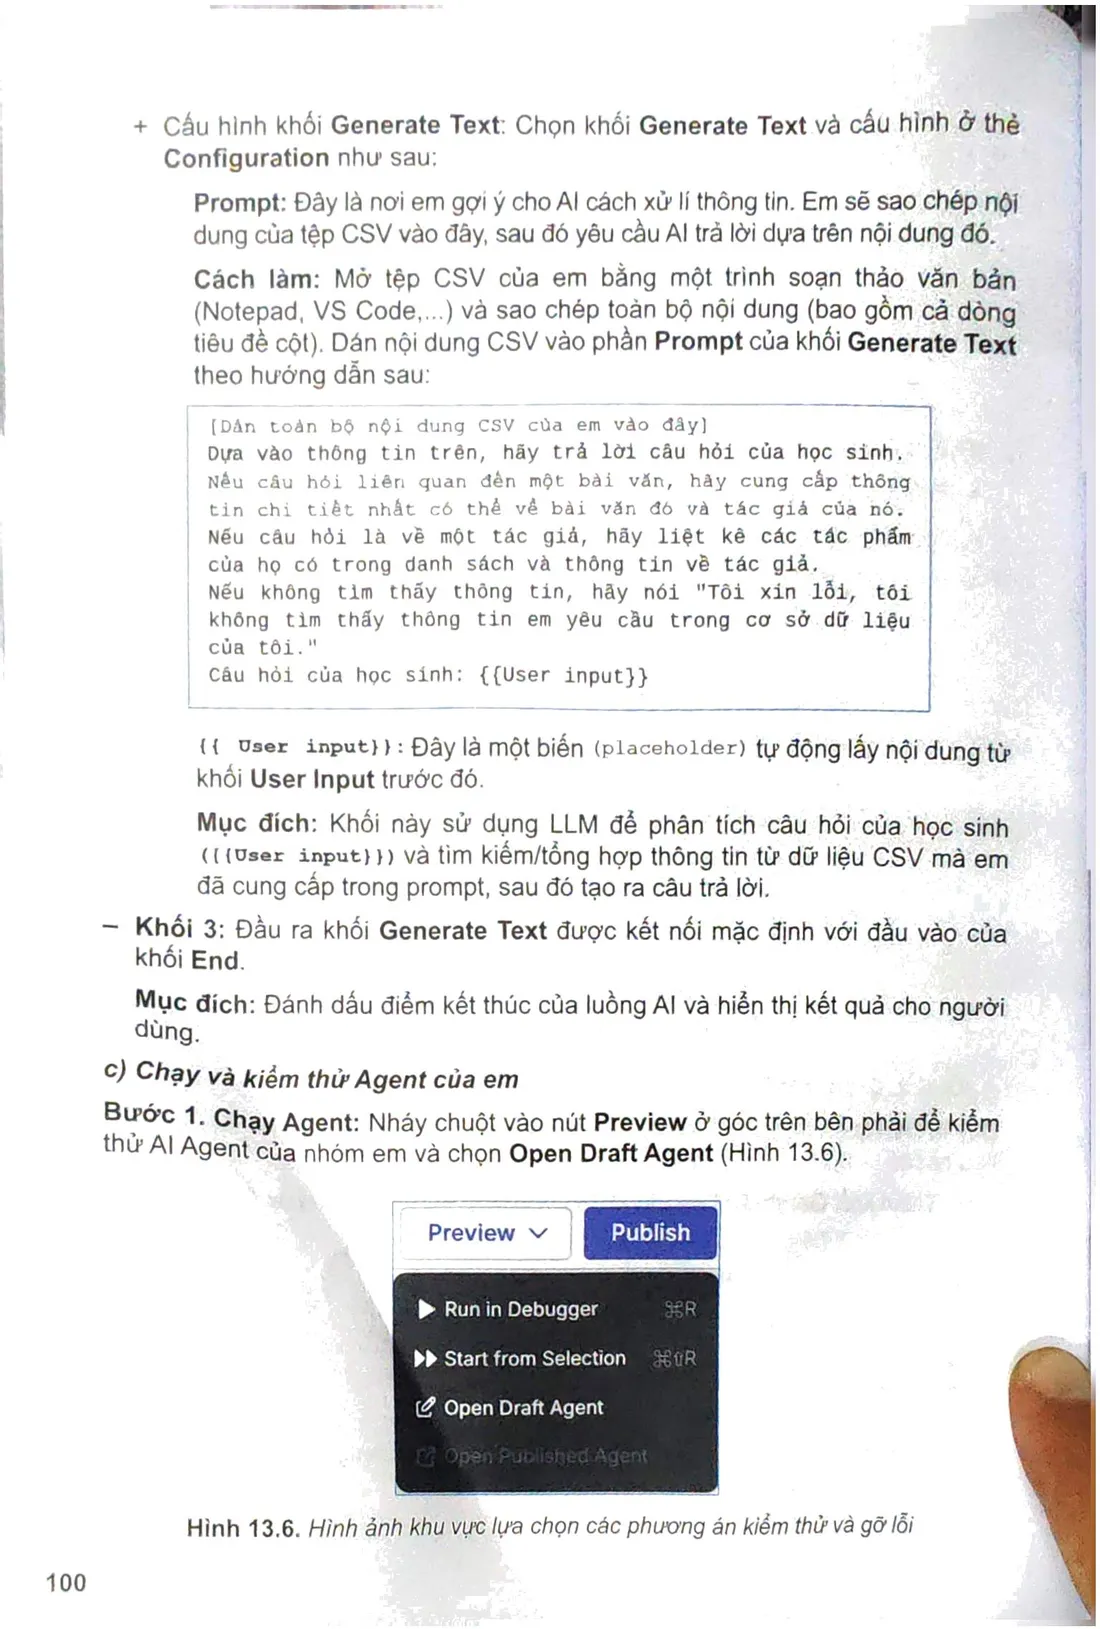 + Cấu hình khối Generate Text: Chọn khối Generate Text và cấu hình ở thẻ
Configuration như sau:
Prompt: Đây là nơi em gợi ý cho AI cách xử lí thông tin. Em sẽ sao chép nội
dung của tệp CSV vào đây, sau đó yêu cầu AI trả lời dựa trên nội dung đó.
Cách làm: Mở tệp CSV của em bằng một trình soạn thảo văn bản
(Notepad, VS Code,...) và sao chép toàn bộ nội dung (bao gồm cả dòng
tiêu đề cột). Dán nội dung CSV vào phần Prompt của khối Generate Text
theo hướng dẫn sau:
[Dán toàn bộ nội dung CSV của em vào đây]
Dựa vào thông tin trên, hãy trả lời câu hỏi của học sinh.
Nếu câu hỏi liên quan đến một bài văn, hãy cung cấp thông
tin chi tiết nhất có thể về bài văn đó và tác giả của nó.
Nếu câu hỏi là về một tác giả, hãy liệt kê các tác phẩm
của họ có trong danh sách và thông tin về tác giả.
Nếu không tìm thấy thông tin, hãy nói "Tôi xin lỗi, tôi
không tìm thấy thông tin em yêu cầu trong cơ sở dữ liệu
của tôi."
Câu hỏi của học sinh: {{User input}}
{{ User input}}: Đây là một biến (placeholder) tự động lấy nội dung từ
khối User Input trước đó.
Mục đích: Khối này sử dụng LLM để phân tích câu hỏi của học sinh
({{User input}}) và tìm kiếm/tổng hợp thông tin từ dữ liệu CSV mà em
đã cung cấp trong prompt, sau đó tạo ra câu trả lời.
– Khối 3: Đầu ra khối Generate Text được kết nối mặc định với đầu vào của
khối End.
Mục đích: Đánh dấu điểm kết thúc của luồng AI và hiển thị kết quả cho người
dùng.
c) Chạy và kiểm thử Agent của em
Bước 1. Chạy Agent: Nháy chuột vào nút Preview ở góc trên bên phải để kiểm
thử AI Agent của nhóm em và chọn Open Draft Agent (Hình 13.6).
Preview Publish
Run in Debugger ⌘R
Start from Selection ⌘⇧R
Open Draft Agent
Open Published Agent
Hình 13.6. Hình ảnh khu vực lựa chọn các phương án kiểm thử và gỡ lỗi
100